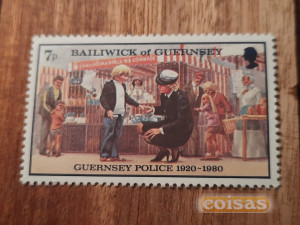 7p
BAILIWICK of GUERNSEY
GUERNSEY POLICE 1920-1980
coisas